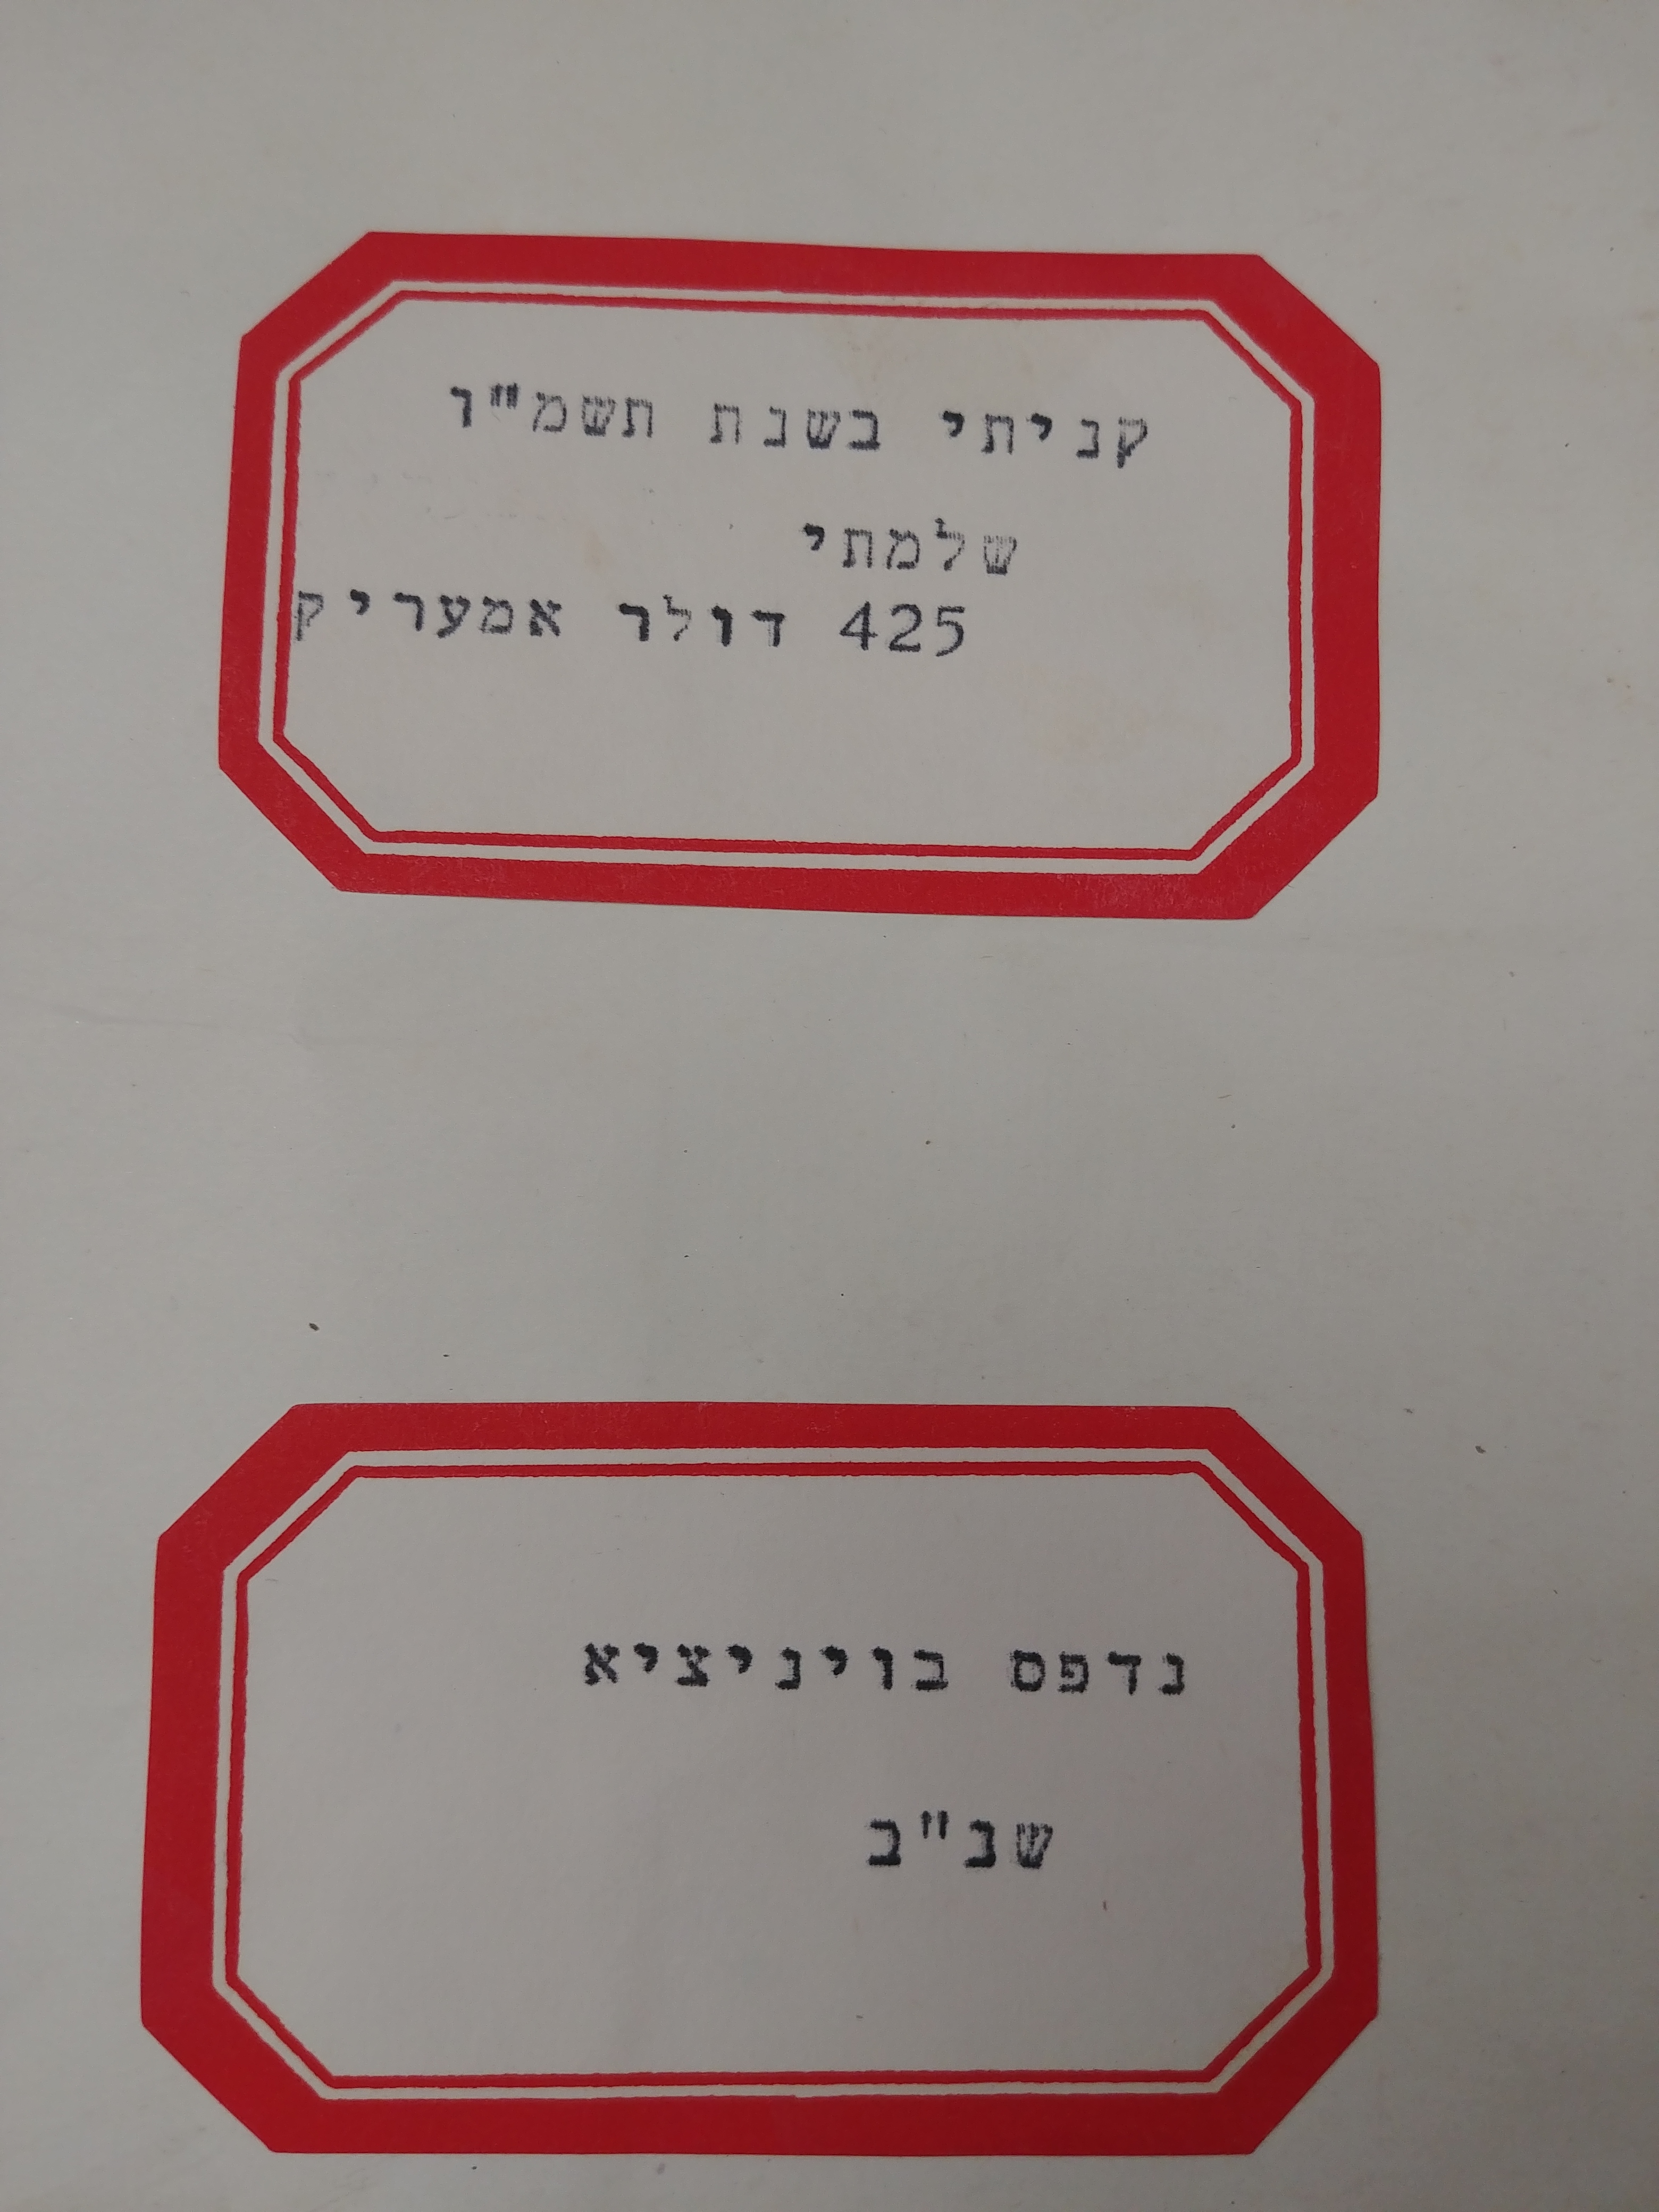 קניתי בשנת תשמ"ו
שלמתי
425 דולר אמעריק
נדפס בויניציא
שנ"ב